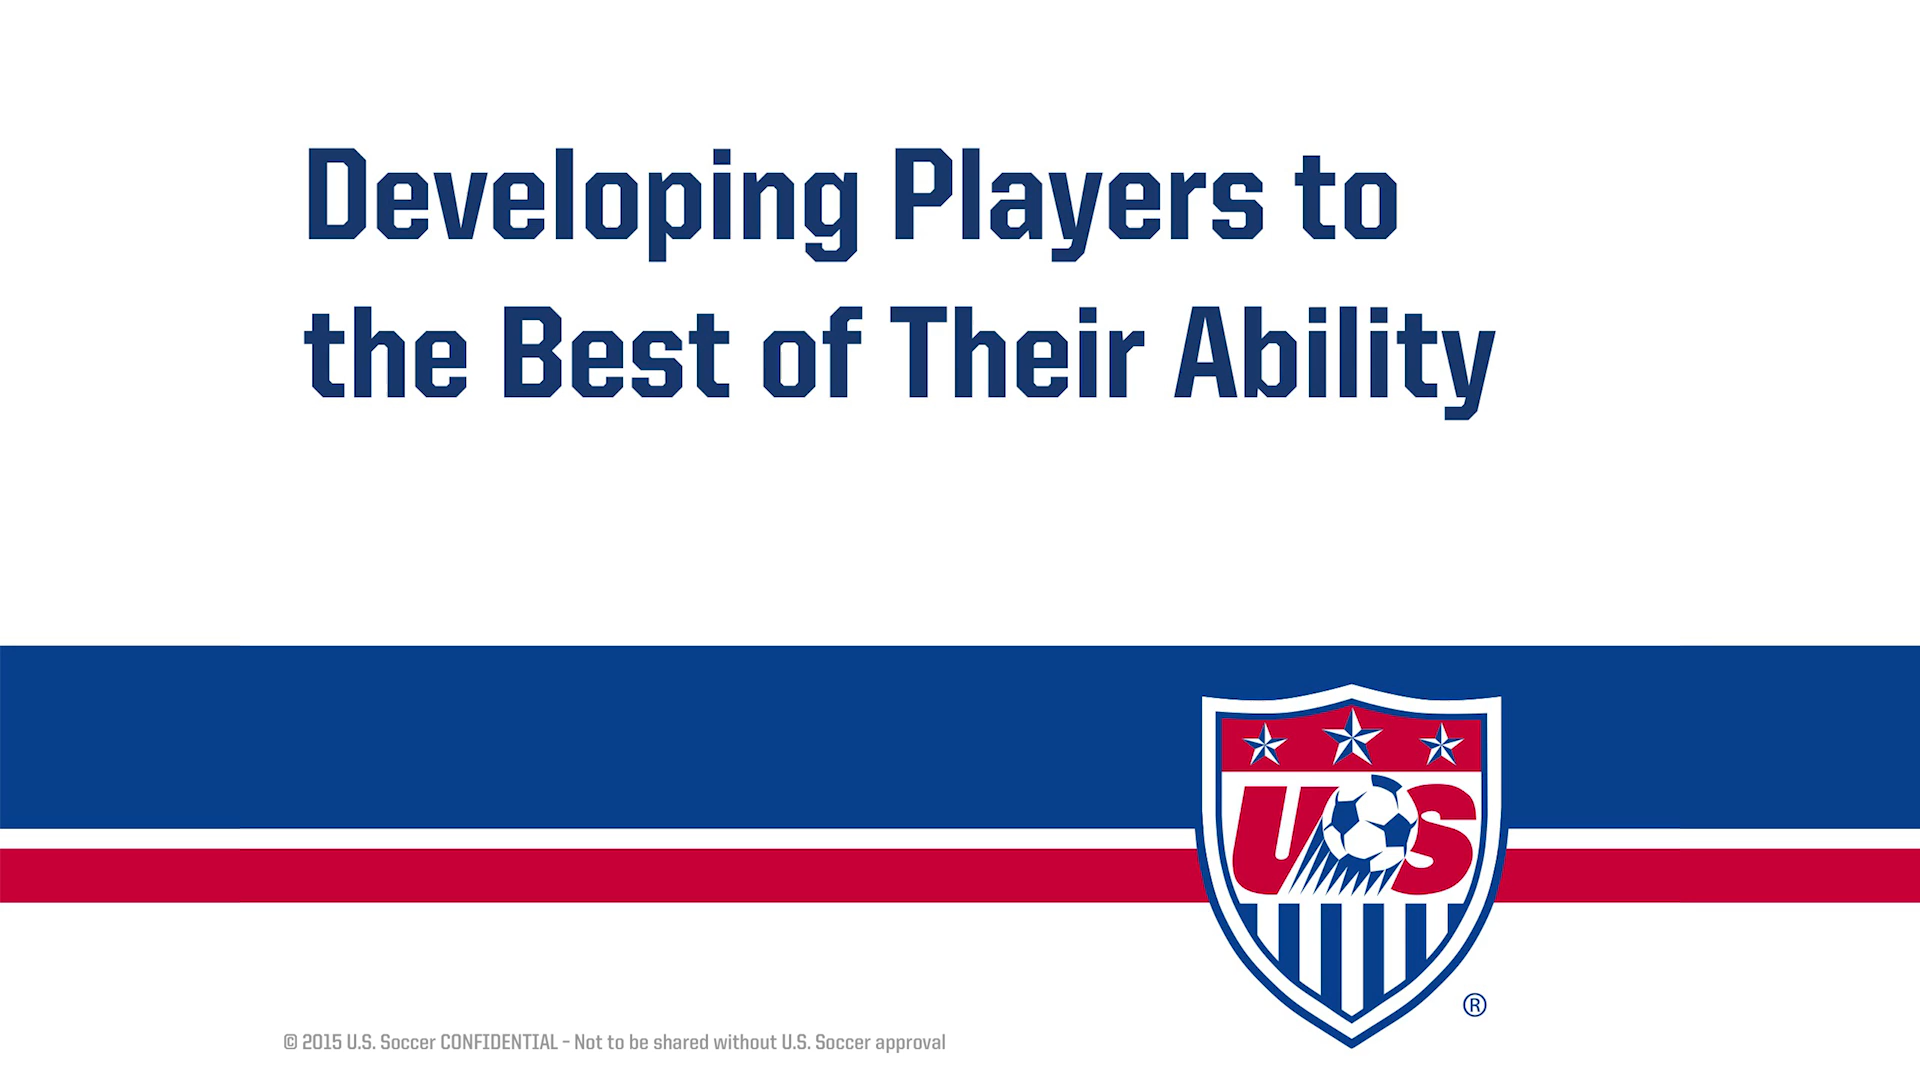 Developing Players to
the Best of Their Ability
US
®
© 2015 U.S. Soccer CONFIDENTIAL – Not to be shared without U.S. Soccer approval